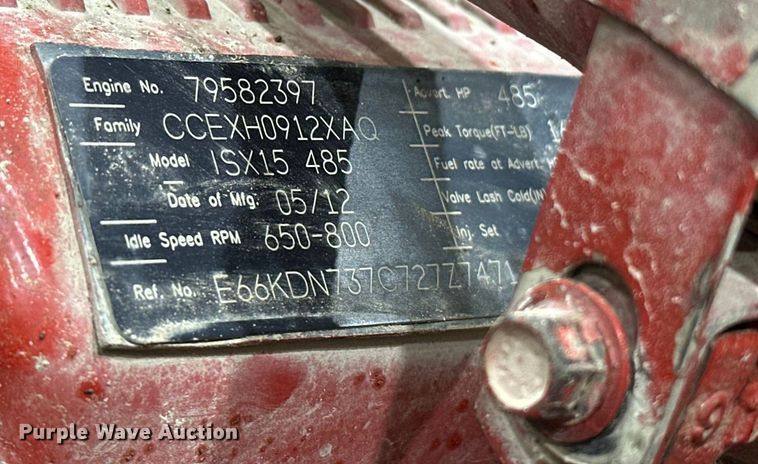 Engine No. 79582397 Advert. HP 485
Family CCEXH0912XAQ Peak Torque(FT-LB)
Model ISX15 485 Fuel rate at Advert.
Date of Mfg: 05/12 Valve Lash Cold(IN)
Idle Speed RPM 650-800 Inj. Set
Ref. No. E66KDN737C727Z7471
Purple Wave Auction